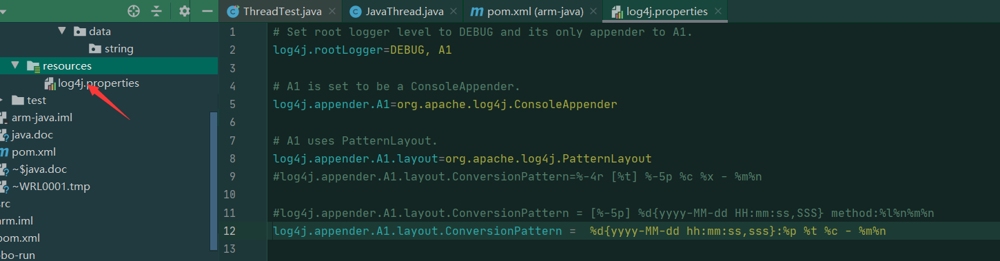 ThreadTest.java
JavaThread.java
pom.xml (arm-java)
log4j.properties
data
string
resources
log4j.properties
test
arm-java.iml
java.doc
pom.xml
~$java.doc
~WRL0001.tmp
src
arm.iml
pom.xml
bo-run
1 # Set root logger level to DEBUG and its only appender to A1.
2 log4j.rootLogger=DEBUG, A1
3
4 # A1 is set to be a ConsoleAppender.
5 log4j.appender.A1=org.apache.log4j.ConsoleAppender
6
7 # A1 uses PatternLayout.
8 log4j.appender.A1.layout=org.apache.log4j.PatternLayout
9 #log4j.appender.A1.layout.ConversionPattern=%-4r [%t] %-5p %c %x - %m%n
10
11 #log4j.appender.A1.layout.ConversionPattern = [%-5p] %d{yyyy-MM-dd HH:mm:ss,SSS} method:%l%n%m%n
12 log4j.appender.A1.layout.ConversionPattern =  %d{yyyy-MM-dd hh:mm:ss,sss}:%p %t %c - %m%n
13